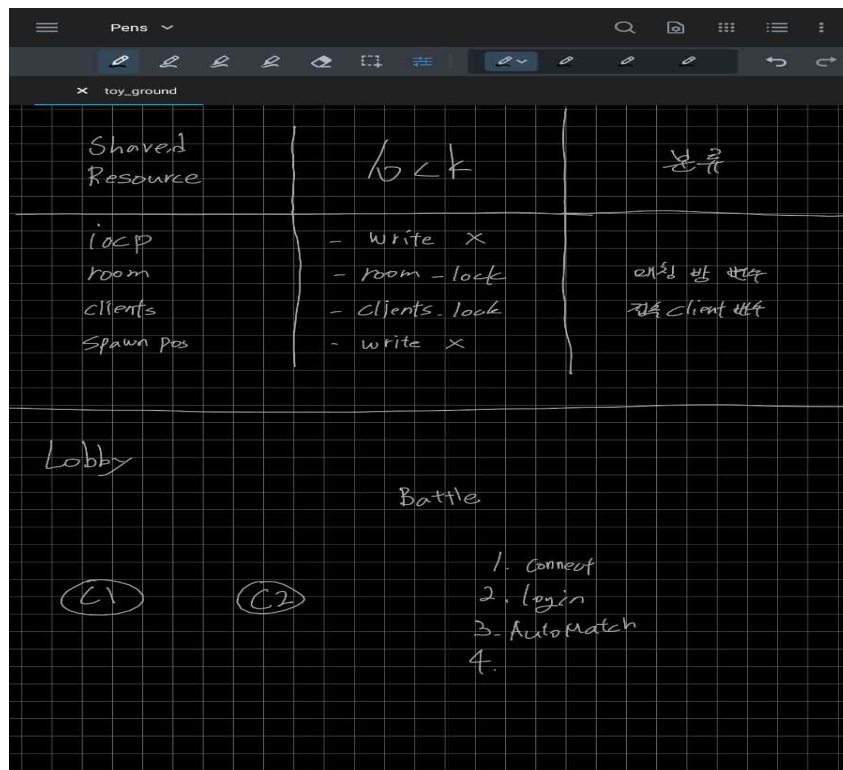 Pens
toy_ground
Shared
Resource
lock
분류
iocp
- write X
room
- room-lock
매칭 방 변수
clients
- clients-lock
접속 client 변수
Spawn pos
- write X
Lobby
Battle
C1
C2
1. connect
2. login
3- AutoMatch
4.